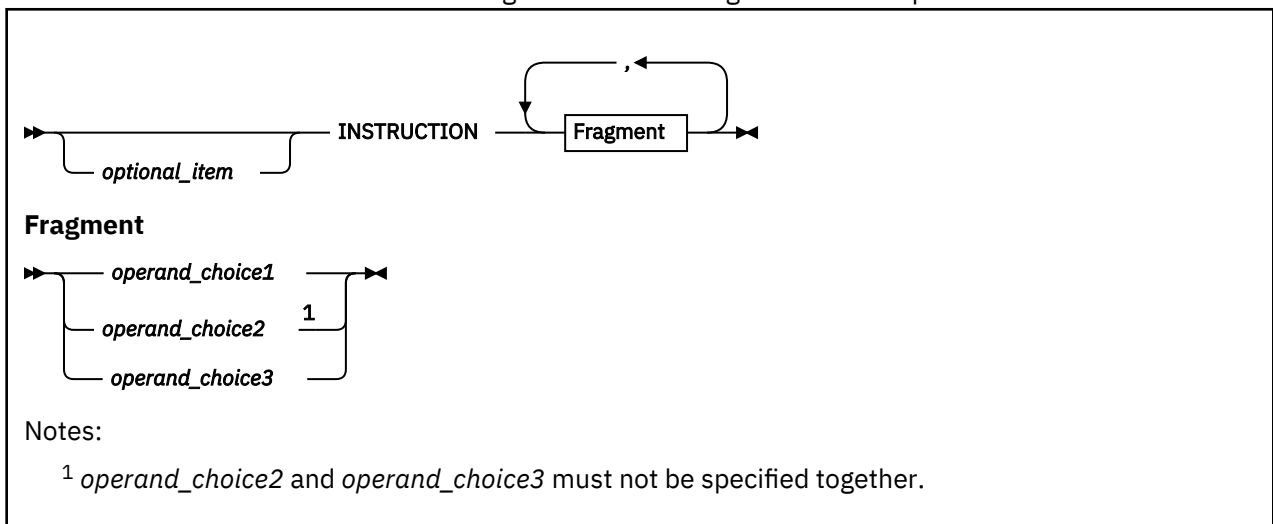 ,
INSTRUCTION Fragment
optional_item
Fragment
operand_choice1
operand_choice2 1
operand_choice3
Notes:
1 operand_choice2 and operand_choice3 must not be specified together.